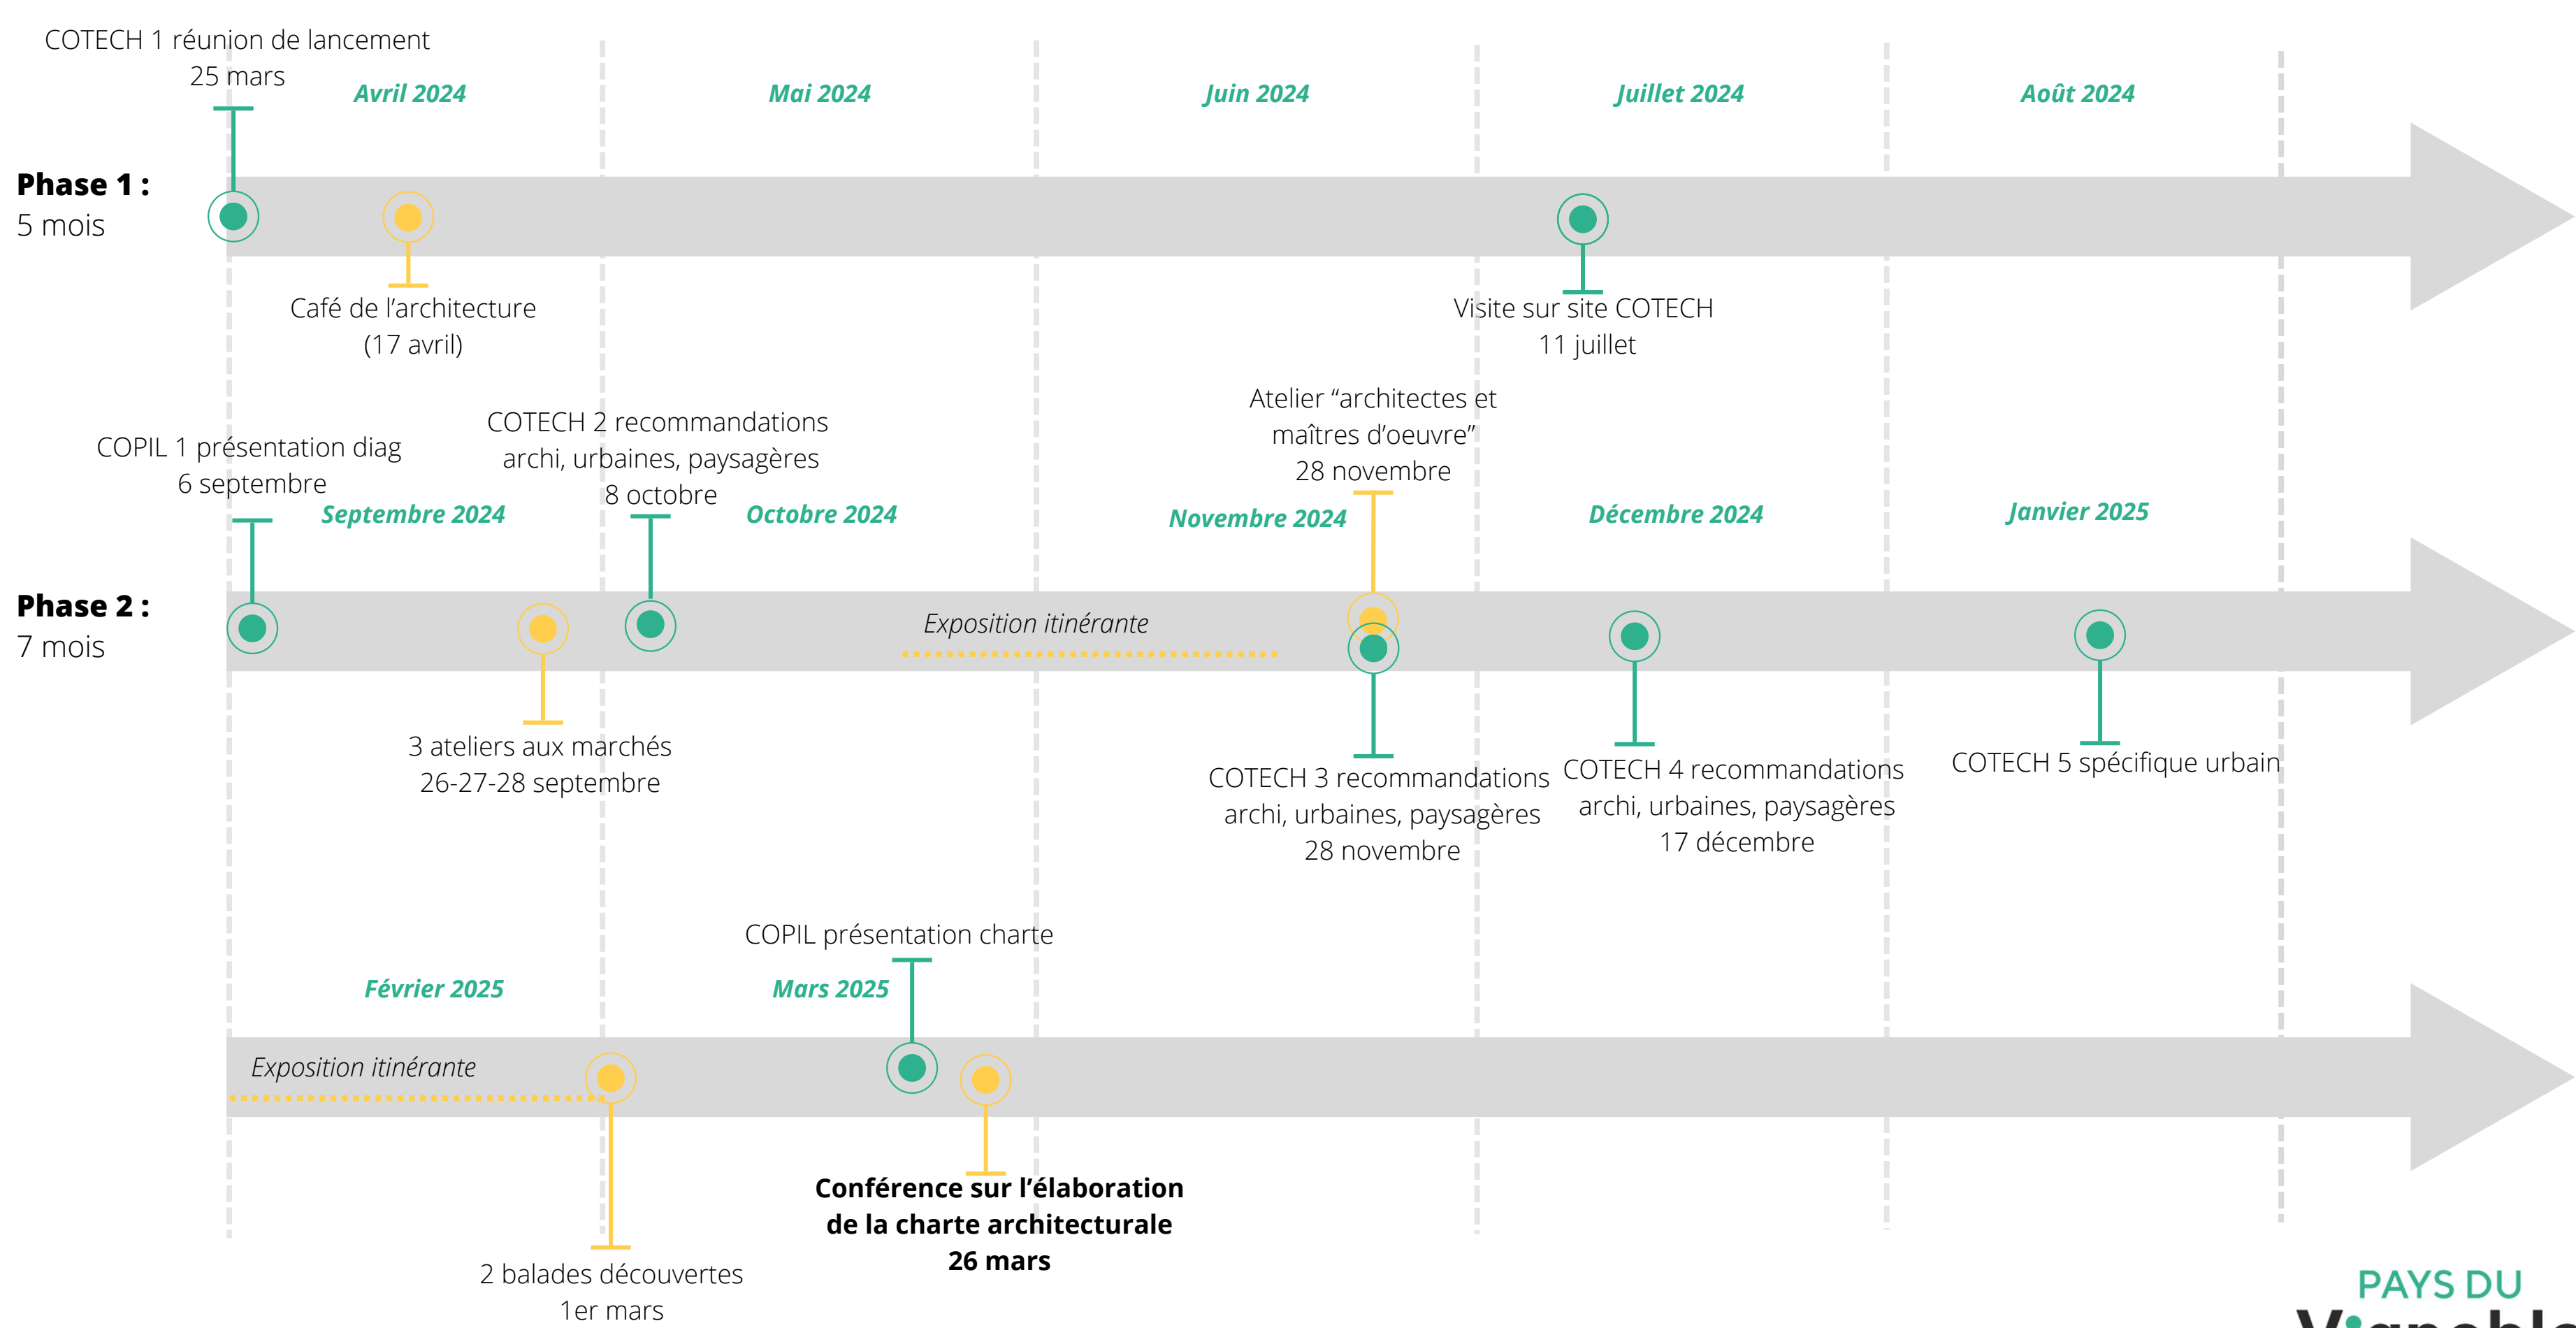 COTECH 1 réunion de lancement
25 mars
Avril 2024
Mai 2024
Juin 2024
Juillet 2024
Août 2024
Phase 1 :
5 mois
Café de l’architecture
(17 avril)
Visite sur site COTECH
11 juillet
COPIL 1 présentation diag
6 septembre
COTECH 2 recommandations
archi, urbaines, paysagères
8 octobre
Atelier “architectes et
maîtres d’oeuvre”
28 novembre
Septembre 2024
Octobre 2024
Novembre 2024
Décembre 2024
Janvier 2025
Phase 2 :
7 mois
Exposition itinérante
3 ateliers aux marchés
26-27-28 septembre
COTECH 3 recommandations
archi, urbaines, paysagères
28 novembre
COTECH 4 recommandations
archi, urbaines, paysagères
17 décembre
COTECH 5 spécifique urbain
COPIL présentation charte
Février 2025
Mars 2025
Exposition itinérante
Conférence sur l’élaboration
de la charte architecturale
26 mars
2 balades découvertes
1er mars
PAYS DU